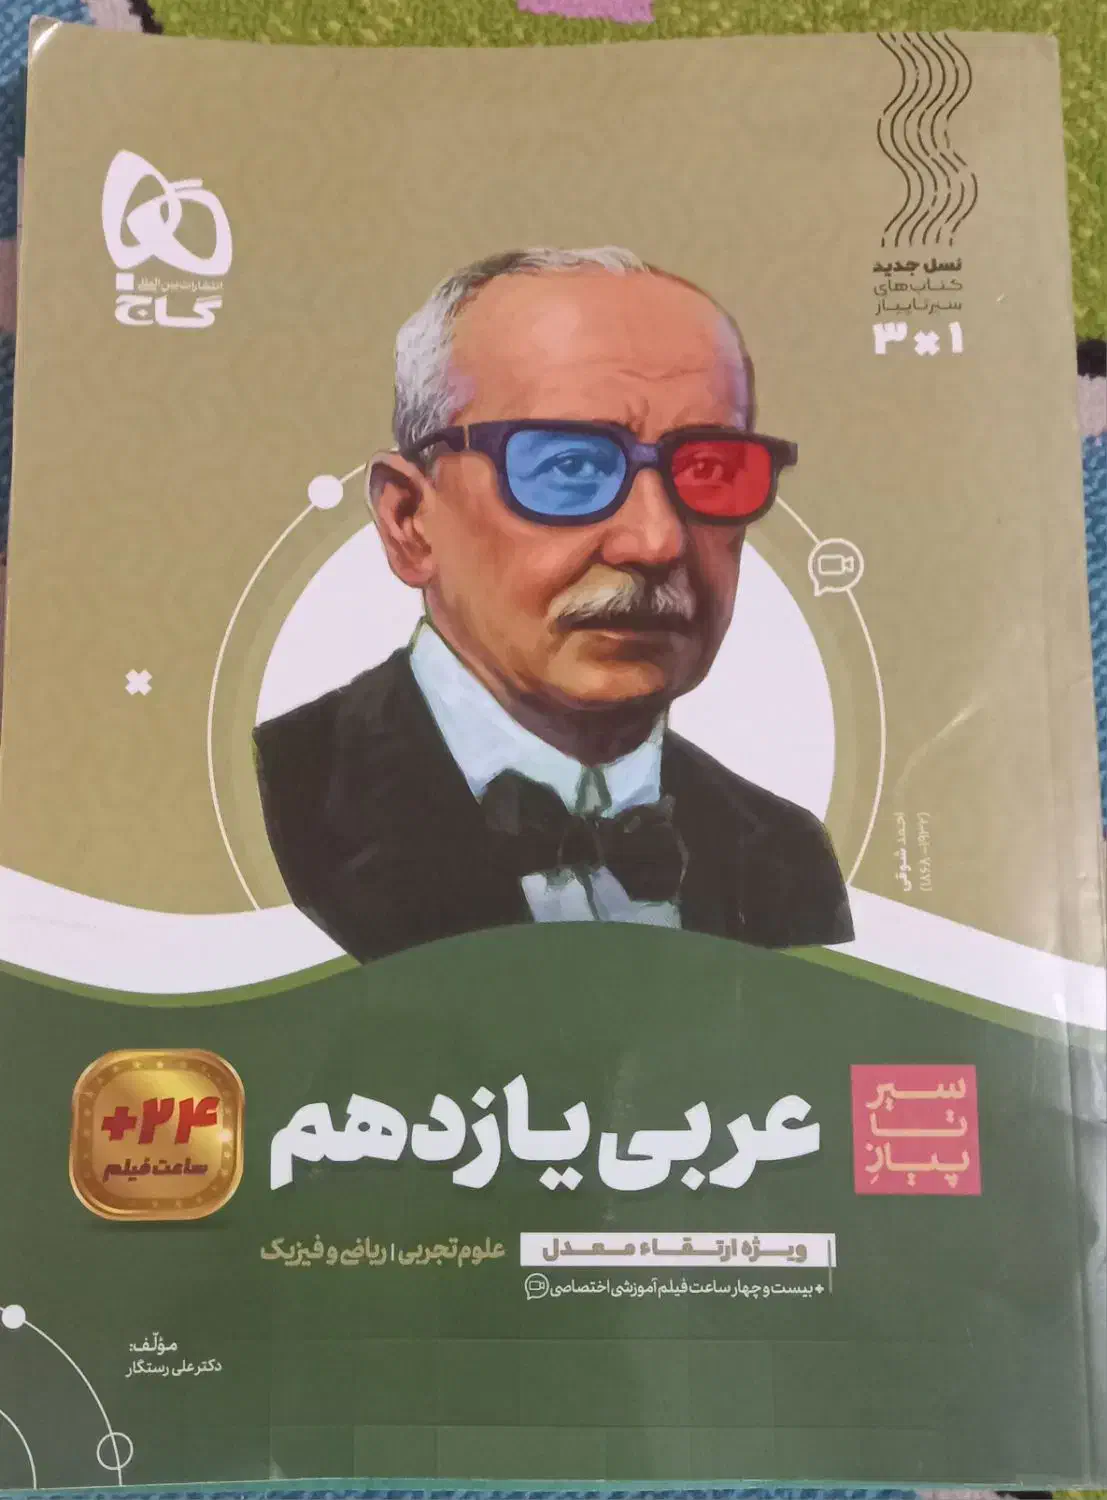 نسل جدید
کتاب‌های
سیر تا پیاز
۳×۱
انتشارات بین‌المللی
گاج
احمد شوقی
(۱۸۶۸-۱۹۳۲)
سیر
تا
پیازِ
عربی یازدهم
+۲۴
ساعت فیلم
ویژه ارتقاء معدل
علوم تجربی | ریاضی و فیزیک
+ بیست و چهار ساعت فیلم آموزشی اختصاصی
مؤلّف:
دکتر علی رستگار